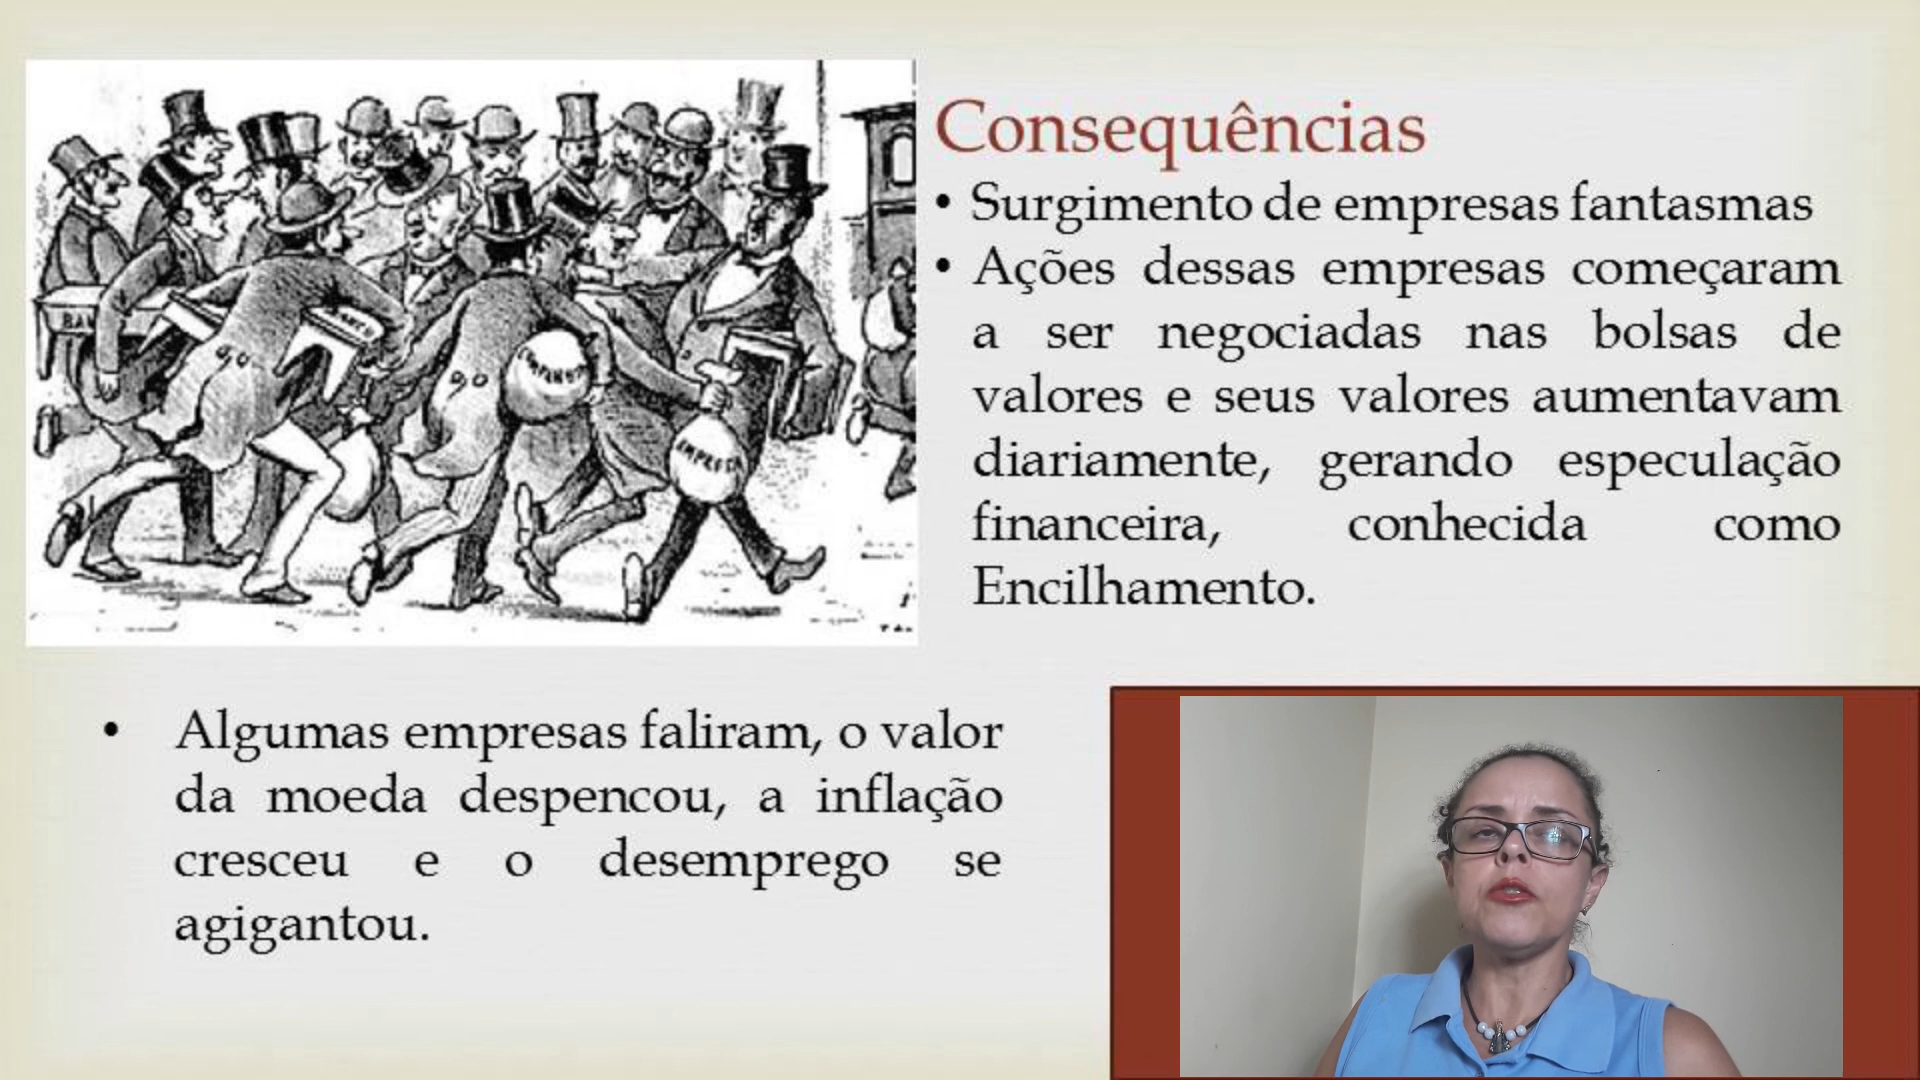 Consequências
• Surgimento de empresas fantasmas
• Ações dessas empresas começaram
a ser negociadas nas bolsas de
valores e seus valores aumentavam
diariamente, gerando especulação
financeira, conhecida como
Encilhamento.
• Algumas empresas faliram, o valor
da moeda despencou, a inflação
cresceu e o desemprego se
agigantou.